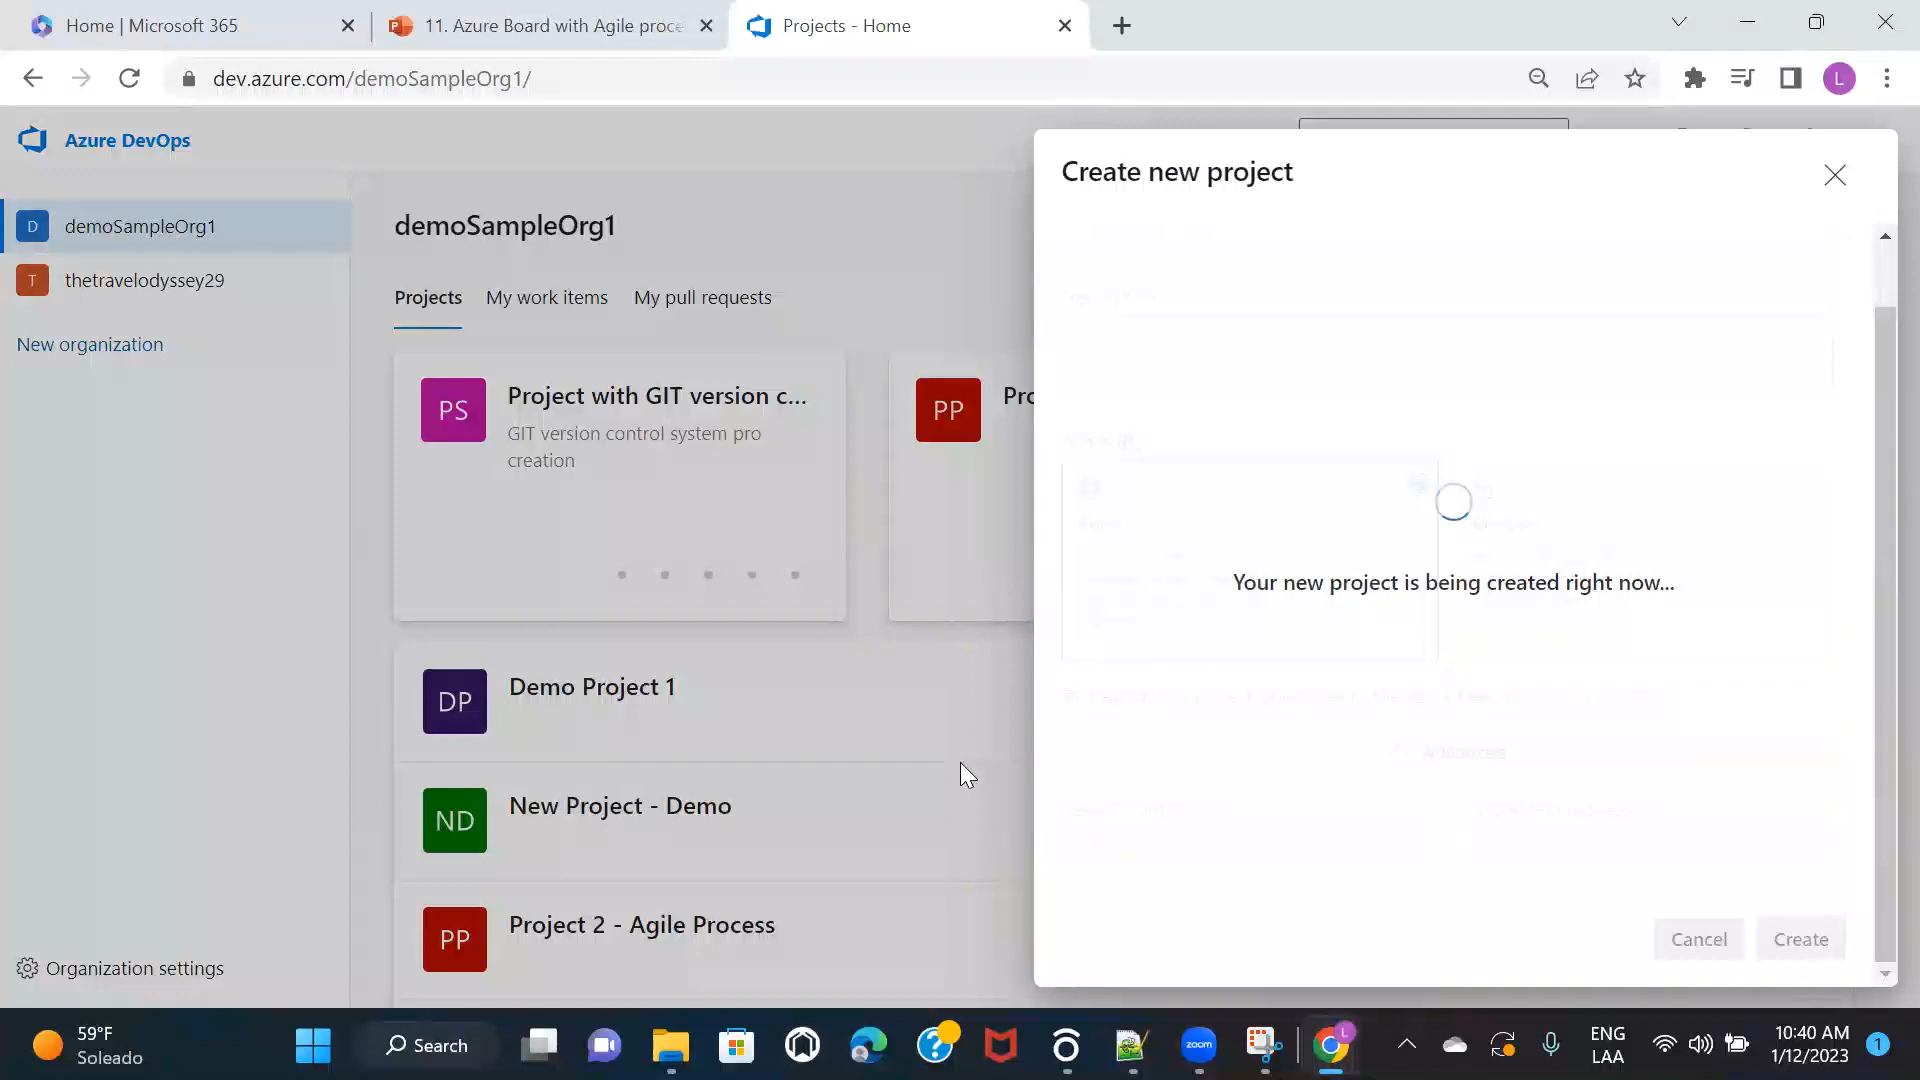 Home | Microsoft 365
11. Azure Board with Agile proce
Projects - Home
dev.azure.com/demoSampleOrg1/
L
Azure DevOps
D demoSampleOrg1
T thetravelodyssey29
New organization
Organization settings
demoSampleOrg1
Projects My work items My pull requests
PS
Project with GIT version c...
GIT version control system pro
creation
PP
Pro
DP Demo Project 1
ND New Project - Demo
PP Project 2 - Agile Process
Create new project
Your new project is being created right now...
Advanced
Cancel Create
59°F
Soleado
Search
zoom
L
ENG
LAA
10:40 AM
1/12/2023
1